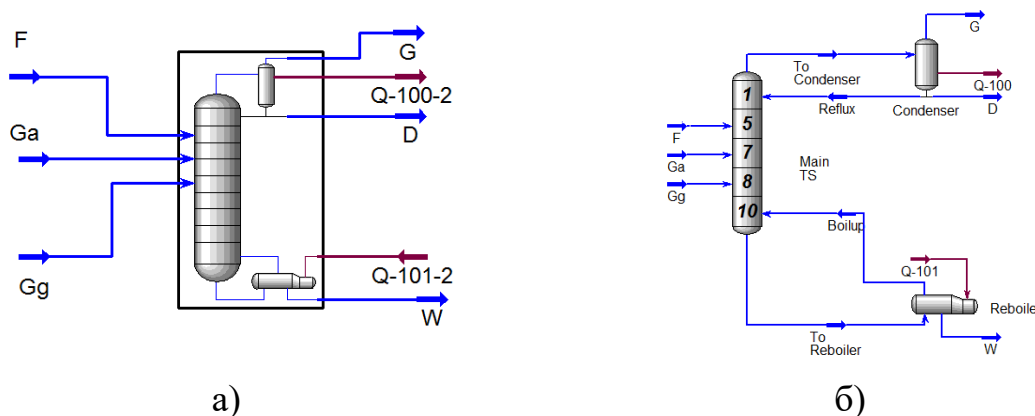 F
Ga
Gg
G
Q-100-2
D
Q-101-2
W
а)
G
To
Condenser
Q-100
Reflux
Condenser
D
1
5
7
8
10
F
Ga
Gg
Main
TS
Boilup
Q-101
Reboile
To
Reboiler
W
б)